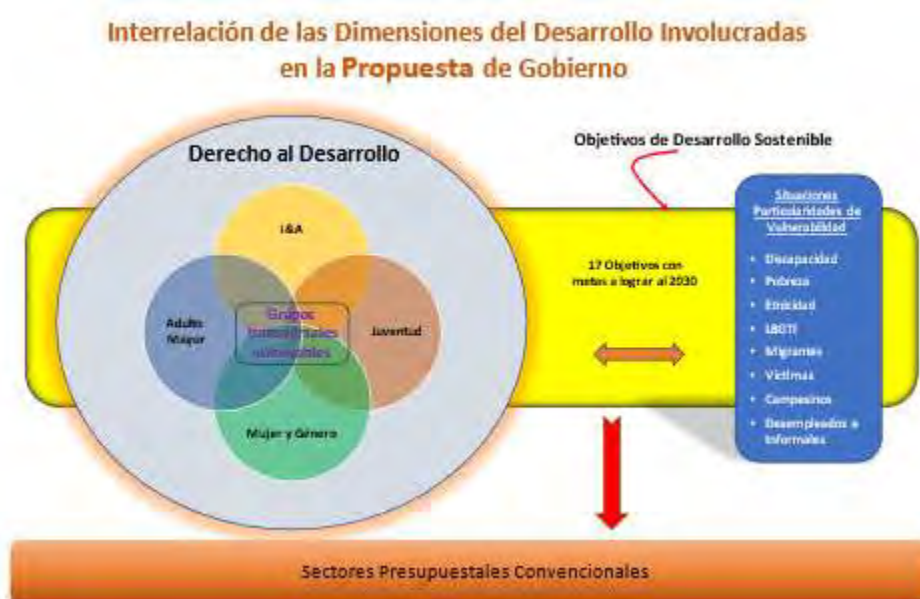 Interrelación de las Dimensiones del Desarrollo Involucradas
en la Propuesta de Gobierno
Derecho al Desarrollo
I&A
Adulto
Mayor
Grupos
vulnerables
Juventud
Mujer y Género
Objetivos de Desarrollo Sostenible
17 Objetivos con
metas a lograr al 2030
Situaciones
Particularidades de
Vulnerabilidad
• Discapacidad
• Pobreza
• Etnicidad
• LBGTI
• Migrantes
• Víctimas
• Campesinos
• Desempleados e
Informales
Sectores Presupuestales Convencionales